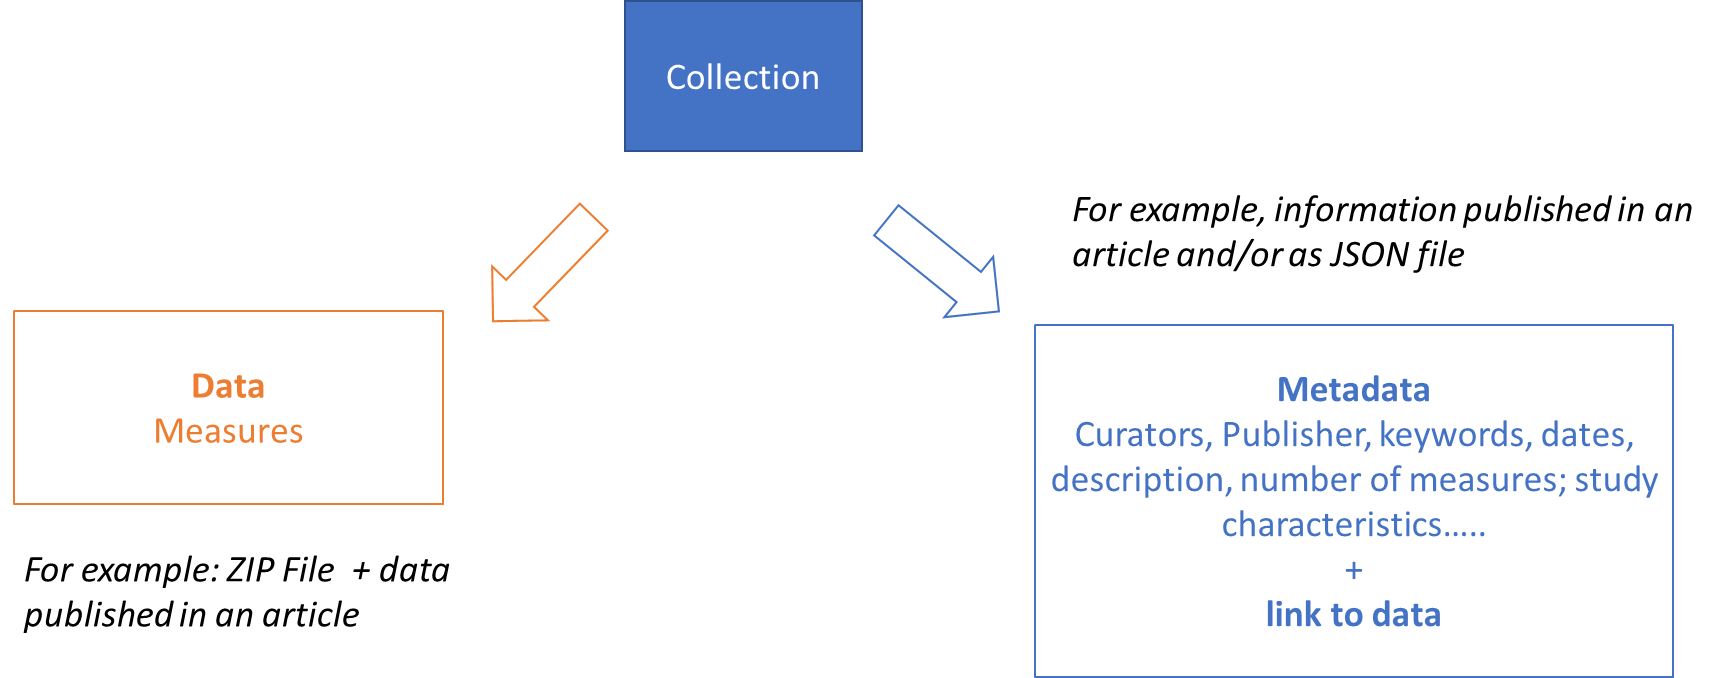 Collection
For example, information published in an
article and/or as JSON file
Data
Measures
For example: ZIP File + data
published in an article
Metadata
Curators, Publisher, keywords, dates,
description, number of measures; study
characteristics.....
+
link to data